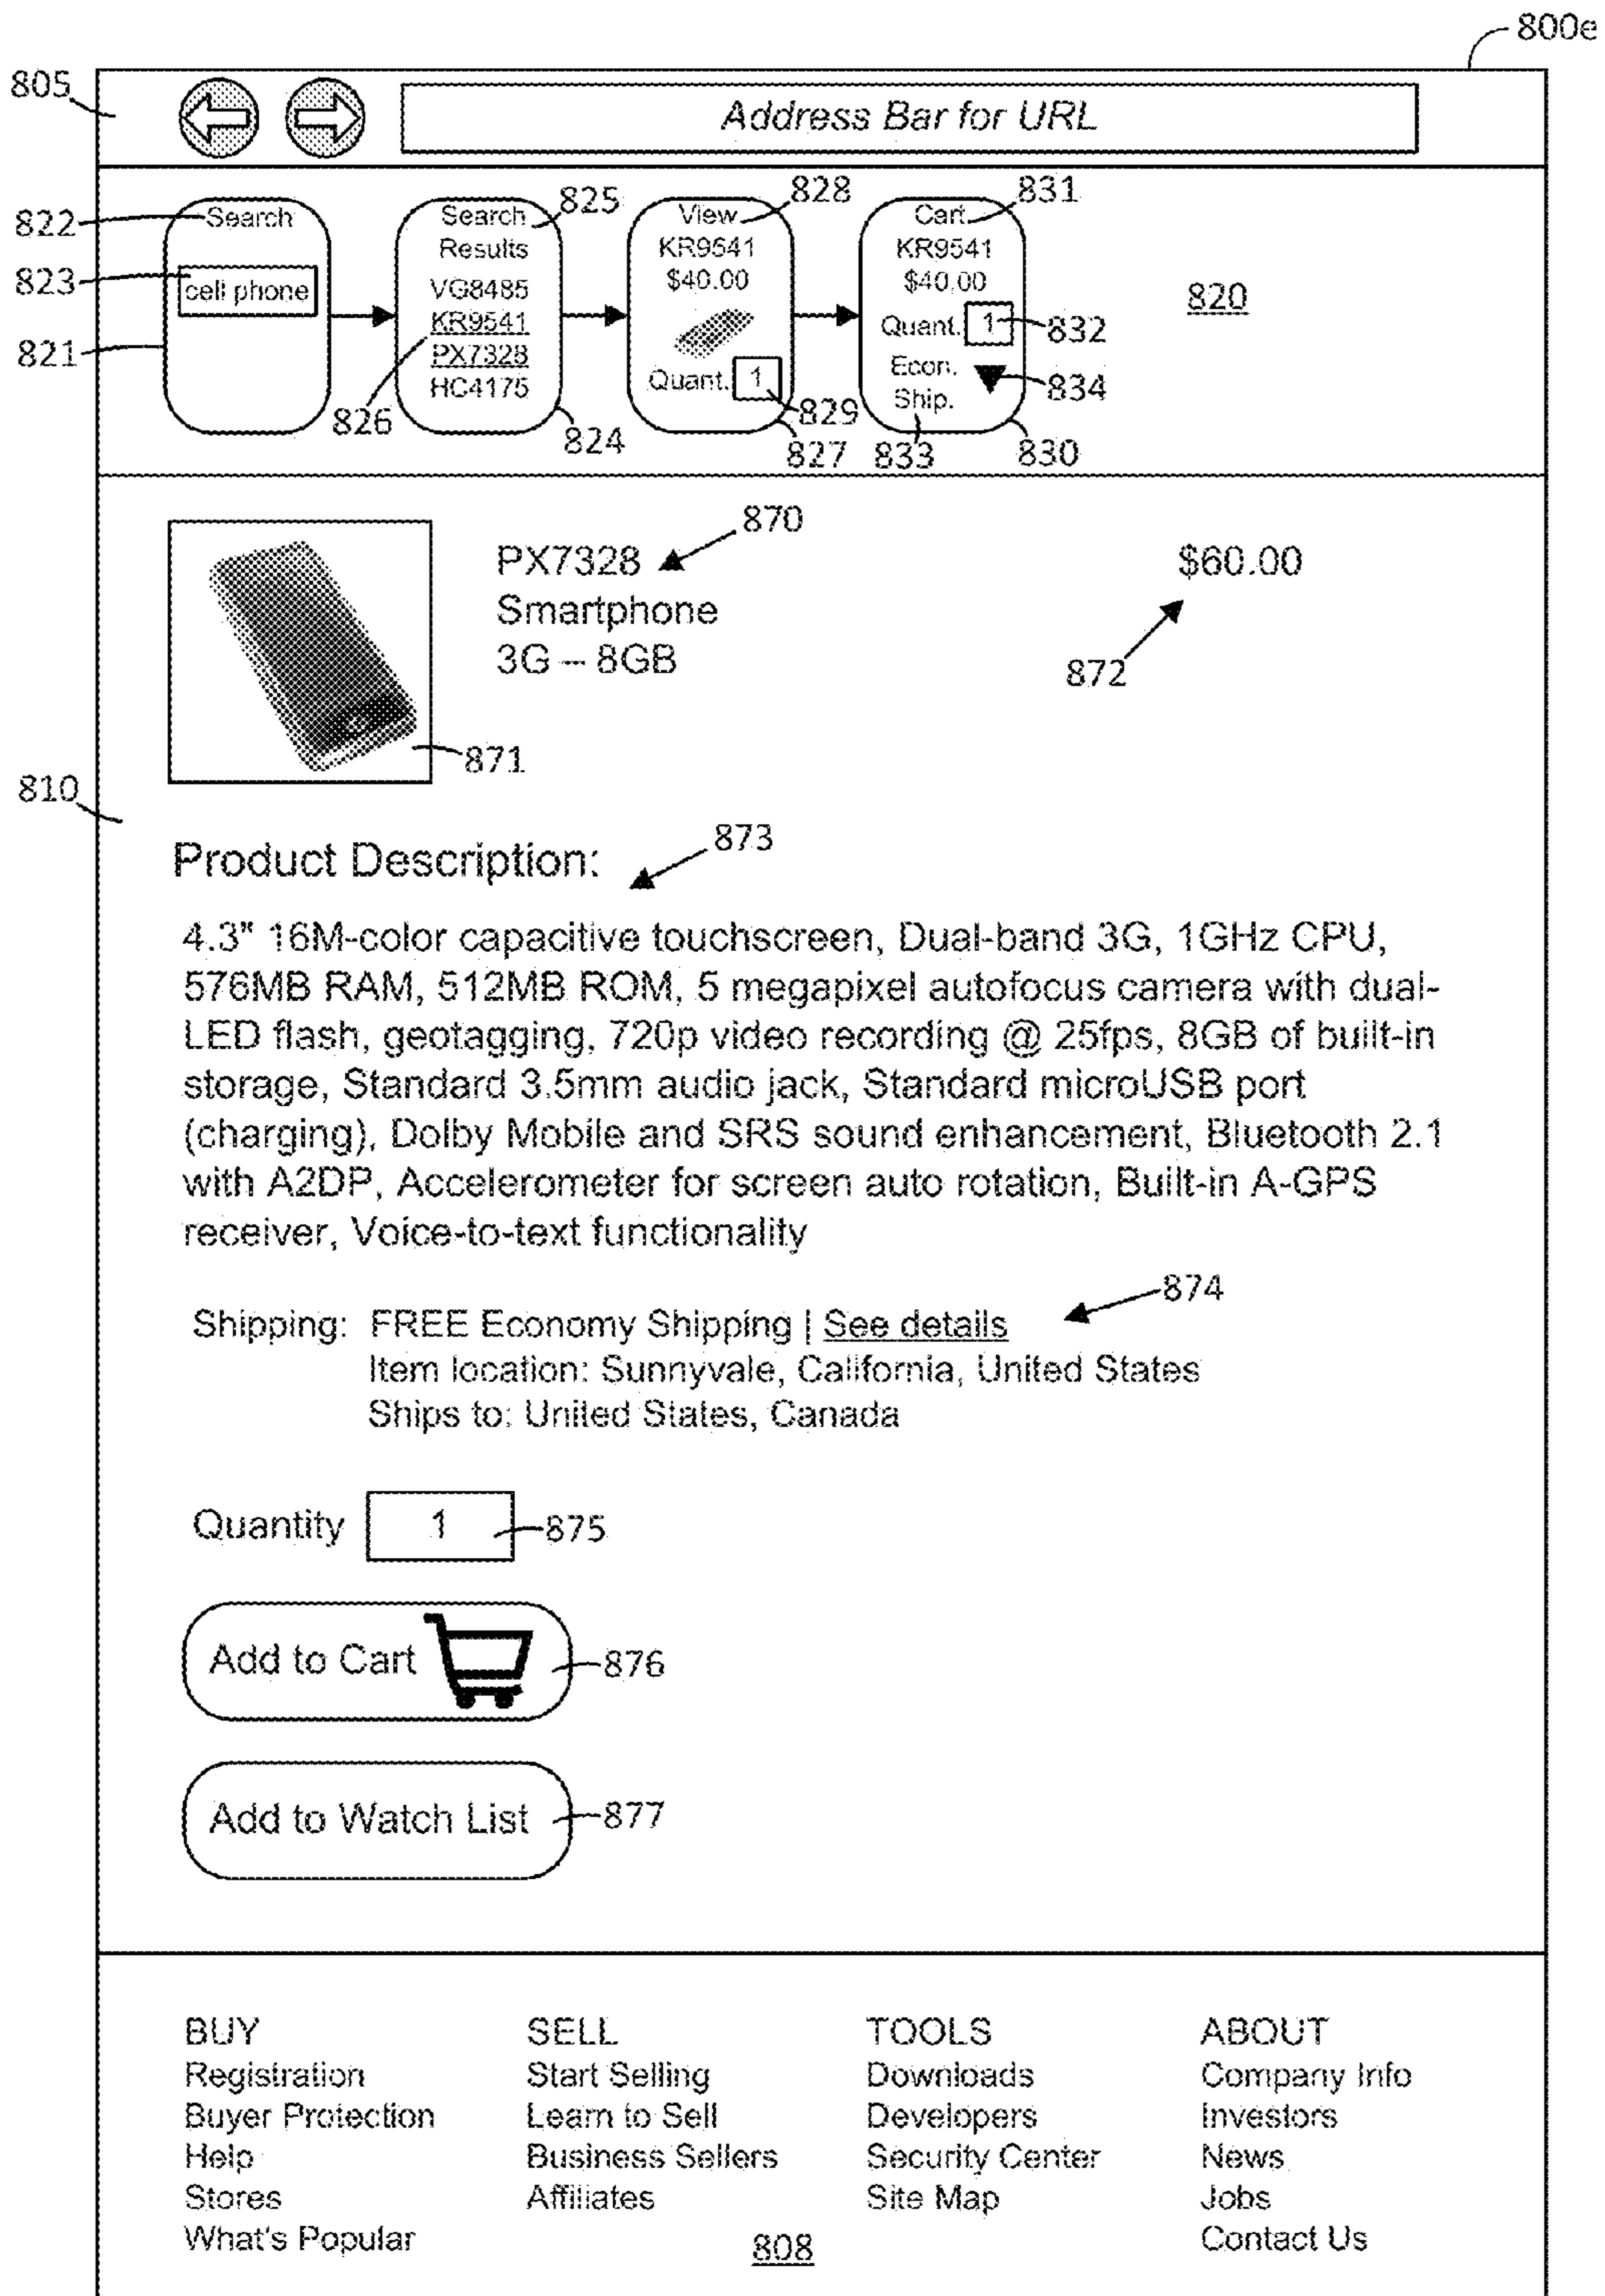 800e
805
Address Bar for URL
822
Search
823
cell phone
821
825
Search
Results
VG8485
KR9541
PX7328
HC4175
826
824
828
View
KR9541
$40.00
Quant. 1
829
827
831
Cart
KR9541
$40.00
Quant. 1
832
Econ.
Ship.
834
833
830
820
870
PX7328
Smartphone
3G – 8GB
$60.00
872
871
810
873
Product Description:
4.3" 16M-color capacitive touchscreen, Dual-band 3G, 1GHz CPU,
576MB RAM, 512MB ROM, 5 megapixel autofocus camera with dual-
LED flash, geotagging, 720p video recording @ 25fps, 8GB of built-in
storage, Standard 3.5mm audio jack, Standard microUSB port
(charging), Dolby Mobile and SRS sound enhancement, Bluetooth 2.1
with A2DP, Accelerometer for screen auto rotation, Built-in A-GPS
receiver, Voice-to-text functionality
874
Shipping: FREE Economy Shipping | See details
Item location: Sunnyvale, California, United States
Ships to: United States, Canada
Quantity 1
875
Add to Cart
876
Add to Watch List
877
BUY
Registration
Buyer Protection
Help
Stores
What's Popular
SELL
Start Selling
Learn to Sell
Business Sellers
Affiliates
TOOLS
Downloads
Developers
Security Center
Site Map
ABOUT
Company Info
Investors
News
Jobs
Contact Us
808